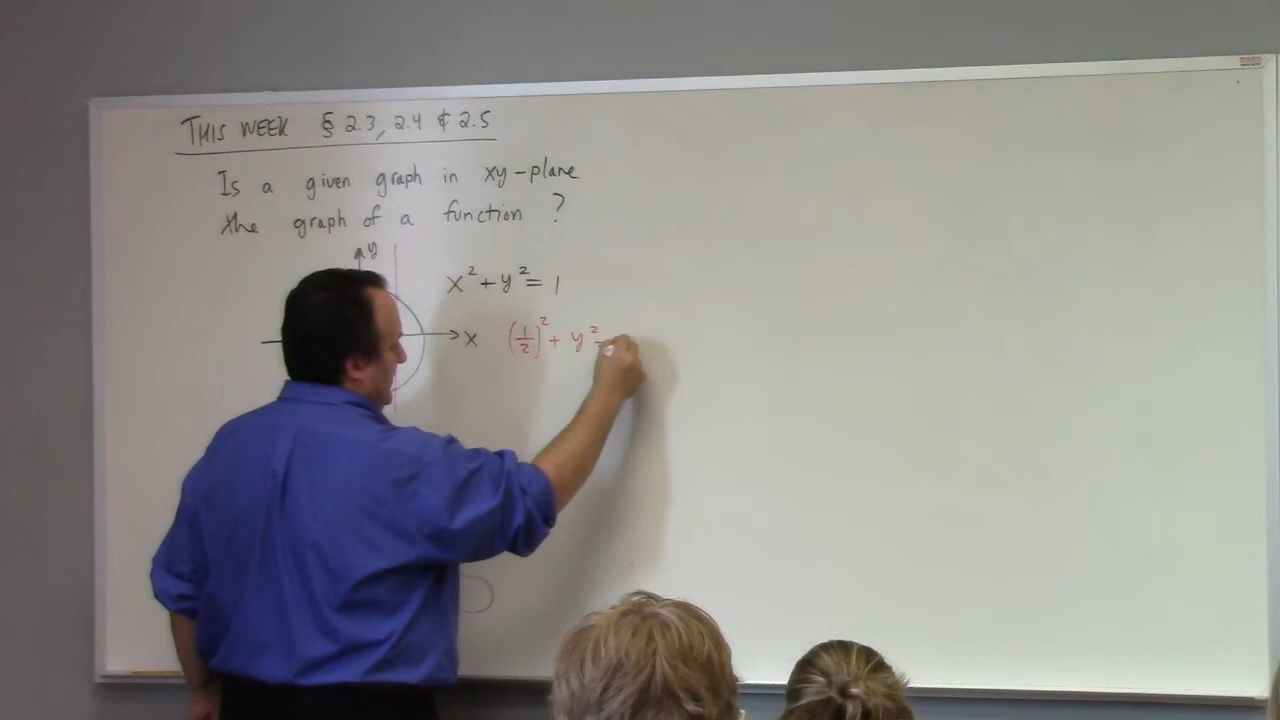 THIS WEEK § 2.3, 2.4 & 2.5
Is a given graph in xy-plane
the graph of a function ?
y
x² + y² = 1
x
(1/2)² + y² =